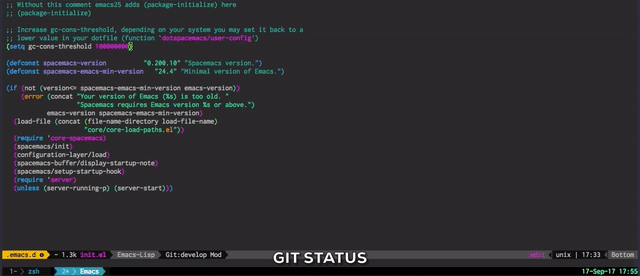 ;; Without this comment emacs25 adds (package-initialize) here
;; (package-initialize)
;; Increase gc-cons-threshold, depending on your system you may set it back to a
;; lower value in your dotfile (function `dotspacemacs/user-config')
(setq gc-cons-threshold 100000000)
(defconst spacemacs-version "0.200.10" "Spacemacs version.")
(defconst spacemacs-emacs-min-version "24.4" "Minimal version of Emacs.")
(if (not (version<= spacemacs-emacs-min-version emacs-version))
(error (concat "Your version of Emacs (%s) is too old. "
"Spacemacs requires Emacs version %s or above.")
emacs-version spacemacs-emacs-min-version)
(load-file (concat (file-name-directory load-file-name)
"core/core-load-paths.el"))
(require 'core-spacemacs)
(spacemacs/init)
(configuration-layer/load)
(spacemacs-buffer/display-startup-note)
(spacemacs/setup-startup-hook)
(require 'server)
(unless (server-running-p) (server-start)))
.emacs.d - 1.3k init.el Emacs-Lisp Git:develop Mod unix | 17:33 Bottom
GIT STATUS
1- zsh 2* Emacs 17-Sep-17 17:55